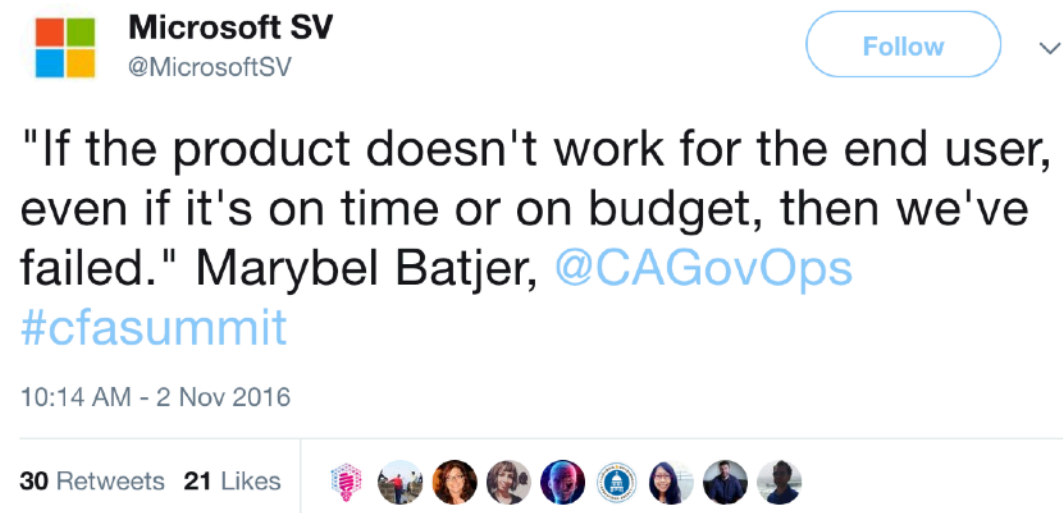 Microsoft SV
@MicrosoftSV
Follow
"If the product doesn't work for the end user,
even if it's on time or on budget, then we've
failed." Marybel Batjer, @CAGovOps
#cfasummit
10:14 AM - 2 Nov 2016
30 Retweets 21 Likes